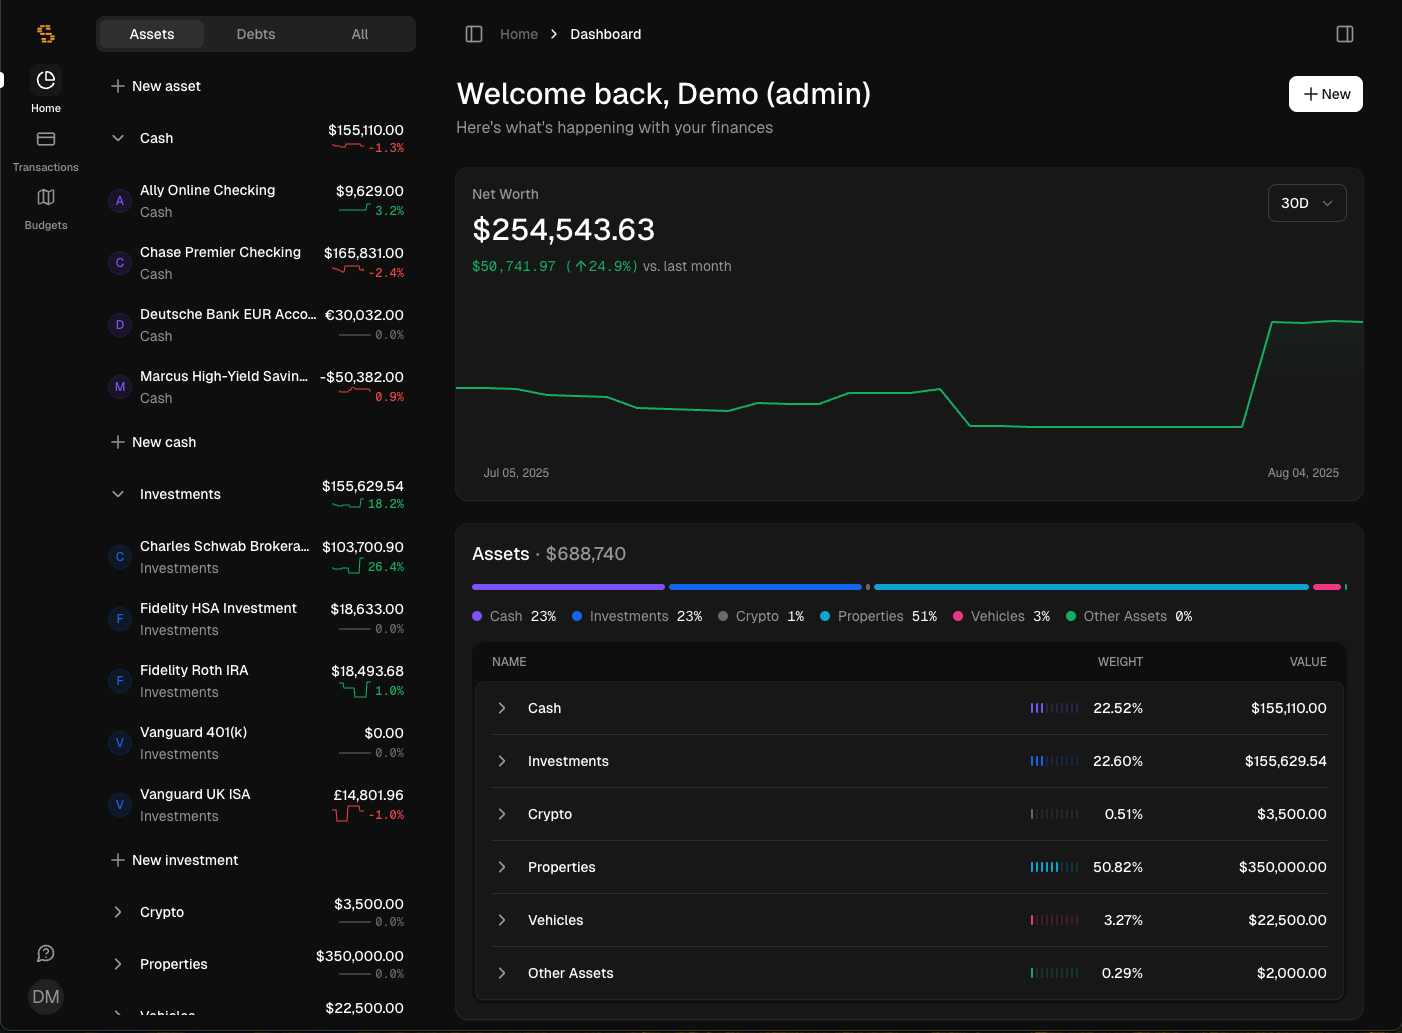 Home
Transactions
Budgets
DM
Assets Debts All
New asset
Cash $155,110.00
-1.3%
A Ally Online Checking $9,629.00
Cash 3.2%
C Chase Premier Checking $165,831.00
Cash -2.4%
D Deutsche Bank EUR Acco... €30,032.00
Cash 0.0%
M Marcus High-Yield Savin... -$50,382.00
Cash 0.9%
New cash
Investments $155,629.54
18.2%
C Charles Schwab Brokera... $103,700.90
Investments 26.4%
F Fidelity HSA Investment $18,633.00
Investments 0.0%
F Fidelity Roth IRA $18,493.68
Investments 1.0%
V Vanguard 401(k) $0.00
Investments 0.0%
V Vanguard UK ISA £14,801.96
Investments -1.0%
New investment
Crypto $3,500.00
0.0%
Properties $350,000.00
0.0%
Vehicles $22,500.00
Home > Dashboard
Welcome back, Demo (admin)
Here's what's happening with your finances
+ New
Net Worth
$254,543.63
30D
$50,741.97 (↑24.9%) vs. last month
Jul 05, 2025 Aug 04, 2025
Assets · $688,740
Cash 23% Investments 23% Crypto 1% Properties 51% Vehicles 3% Other Assets 0%
NAME WEIGHT VALUE
Cash 22.52% $155,110.00
Investments 22.60% $155,629.54
Crypto 0.51% $3,500.00
Properties 50.82% $350,000.00
Vehicles 3.27% $22,500.00
Other Assets 0.29% $2,000.00